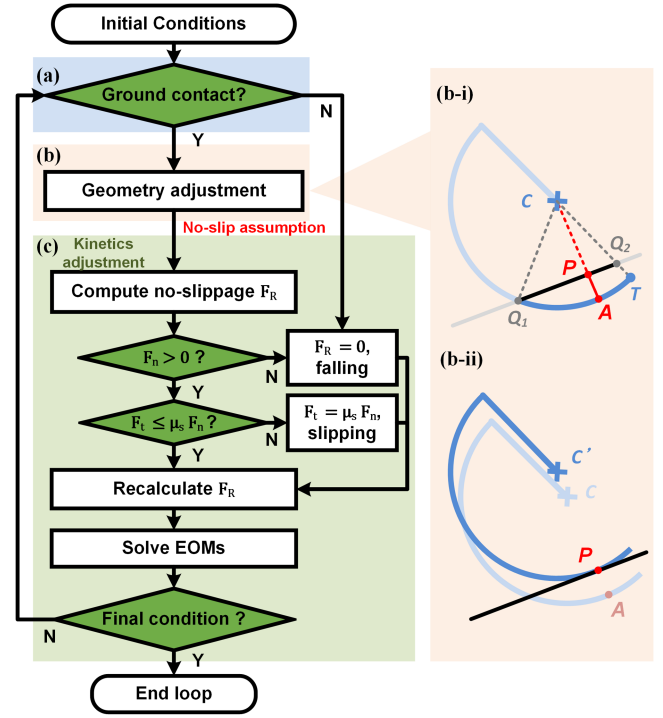 Initial Conditions
(a)
Ground contact?
N
Y
(b)
Geometry adjustment
No-slip assumption
(c)
Kinetics
adjustment
Compute no-slippage F_R
F_n > 0 ?
N
F_R = 0,
falling
Y
F_t ≤ μ_s F_n ?
N
F_t = μ_s F_n,
slipping
Y
Recalculate F_R
Solve EOMs
Final condition ?
N
Y
End loop
(b-i)
C
Q_2
P
T
Q_1
A
(b-ii)
C'
C
P
A